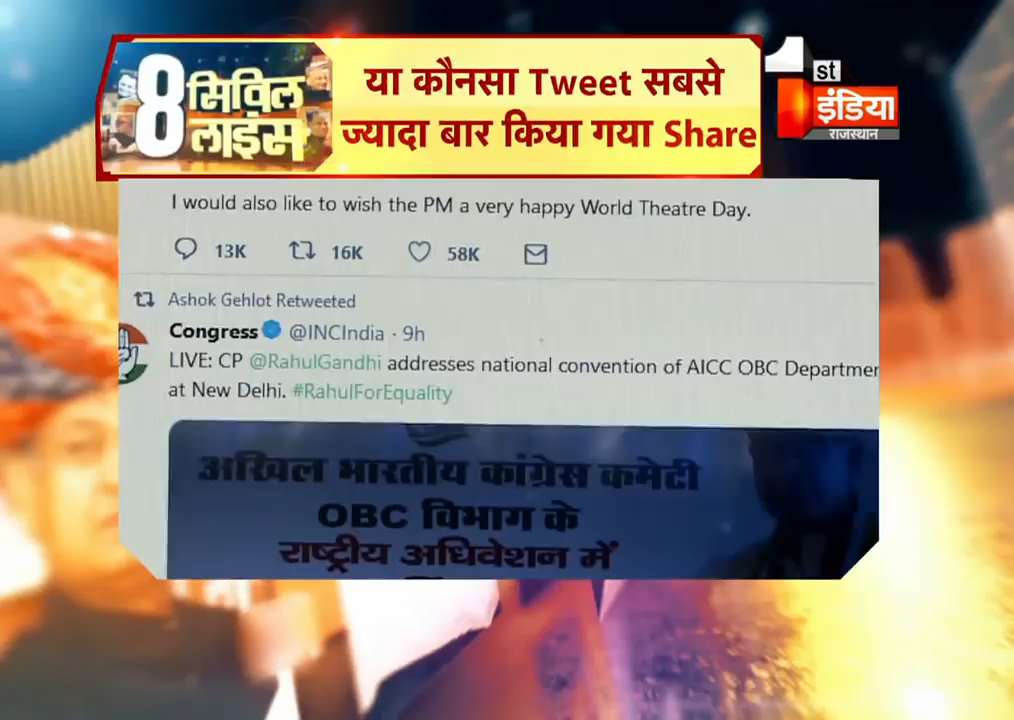 8 सिविल लाइंस
या कौनसा Tweet सबसे
ज्यादा बार किया गया Share
1st
इंडिया
राजस्थान
I would also like to wish the PM a very happy World Theatre Day.
13K 16K 58K
Ashok Gehlot Retweeted
Congress @INCIndia · 9h
LIVE: CP @RahulGandhi addresses national convention of AICC OBC Departmen
at New Delhi. #RahulForEquality
अखिल भारतीय कांग्रेस कमेटी
OBC विभाग के
राष्ट्रीय अधिवेशन में